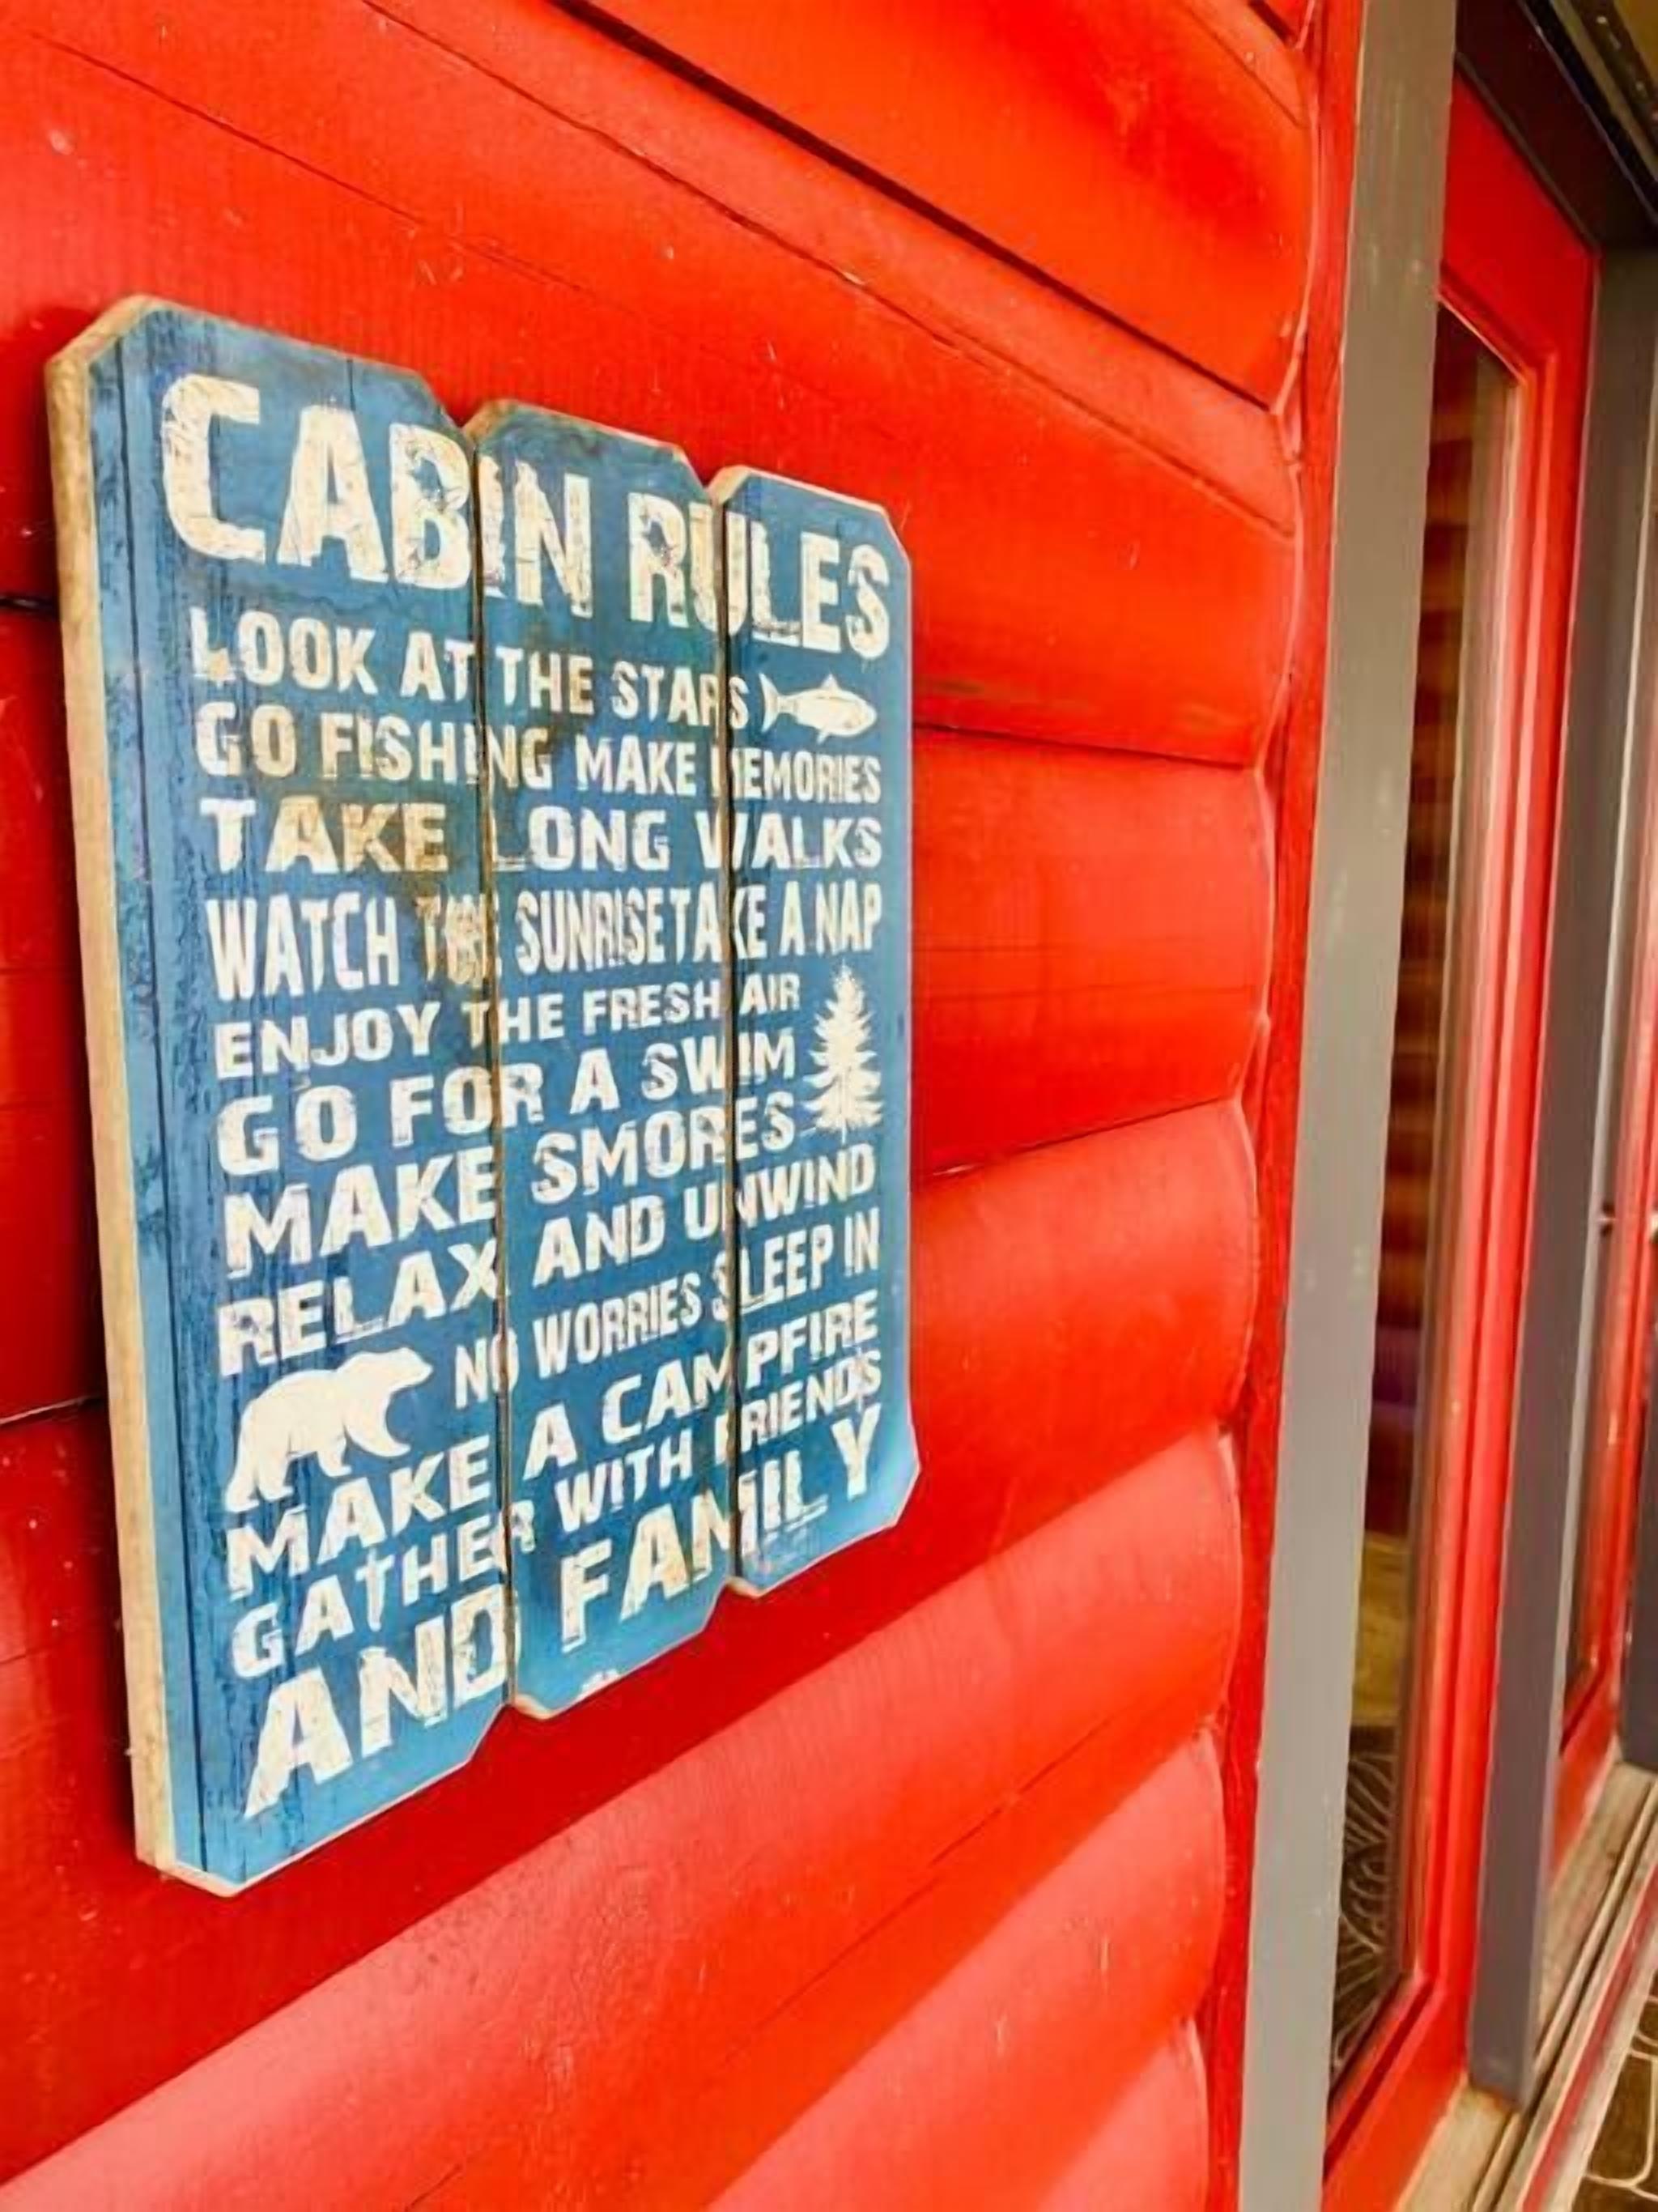 CABIN RULES
LOOK AT THE STARS
GO FISHING MAKE MEMORIES
TAKE LONG WALKS
WATCH THE SUNRISE TAKE A NAP
ENJOY THE FRESH AIR
GO FOR A SWIM
MAKE SMORES
RELAX AND UNWIND
NO WORRIES SLEEP IN
MAKE A CAMPFIRE
GATHER WITH FRIENDS
AND FAMILY